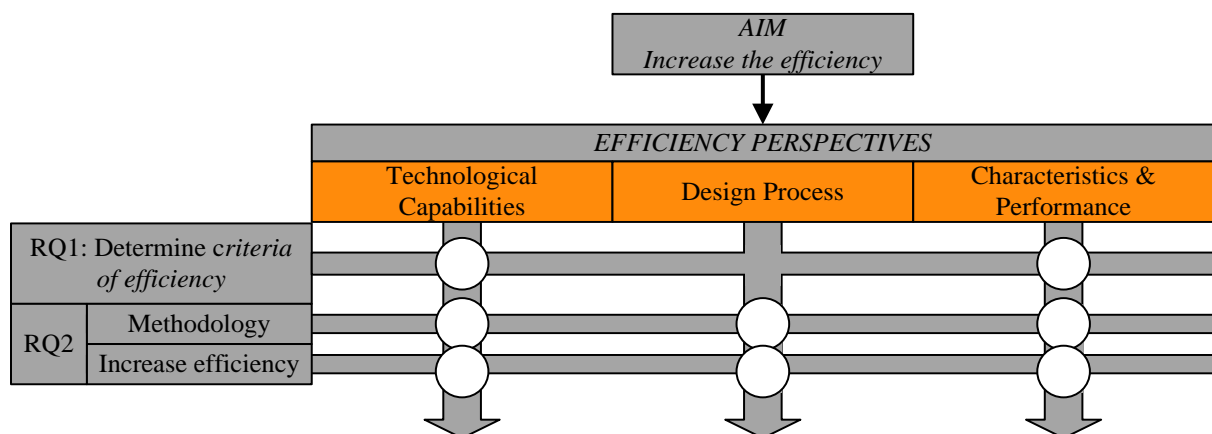 AIM
Increase the efficiency
EFFICIENCY PERSPECTIVES
Technological
Capabilities
Design Process
Characteristics &
Performance
RQ1: Determine criteria
of efficiency
RQ2
Methodology
Increase efficiency